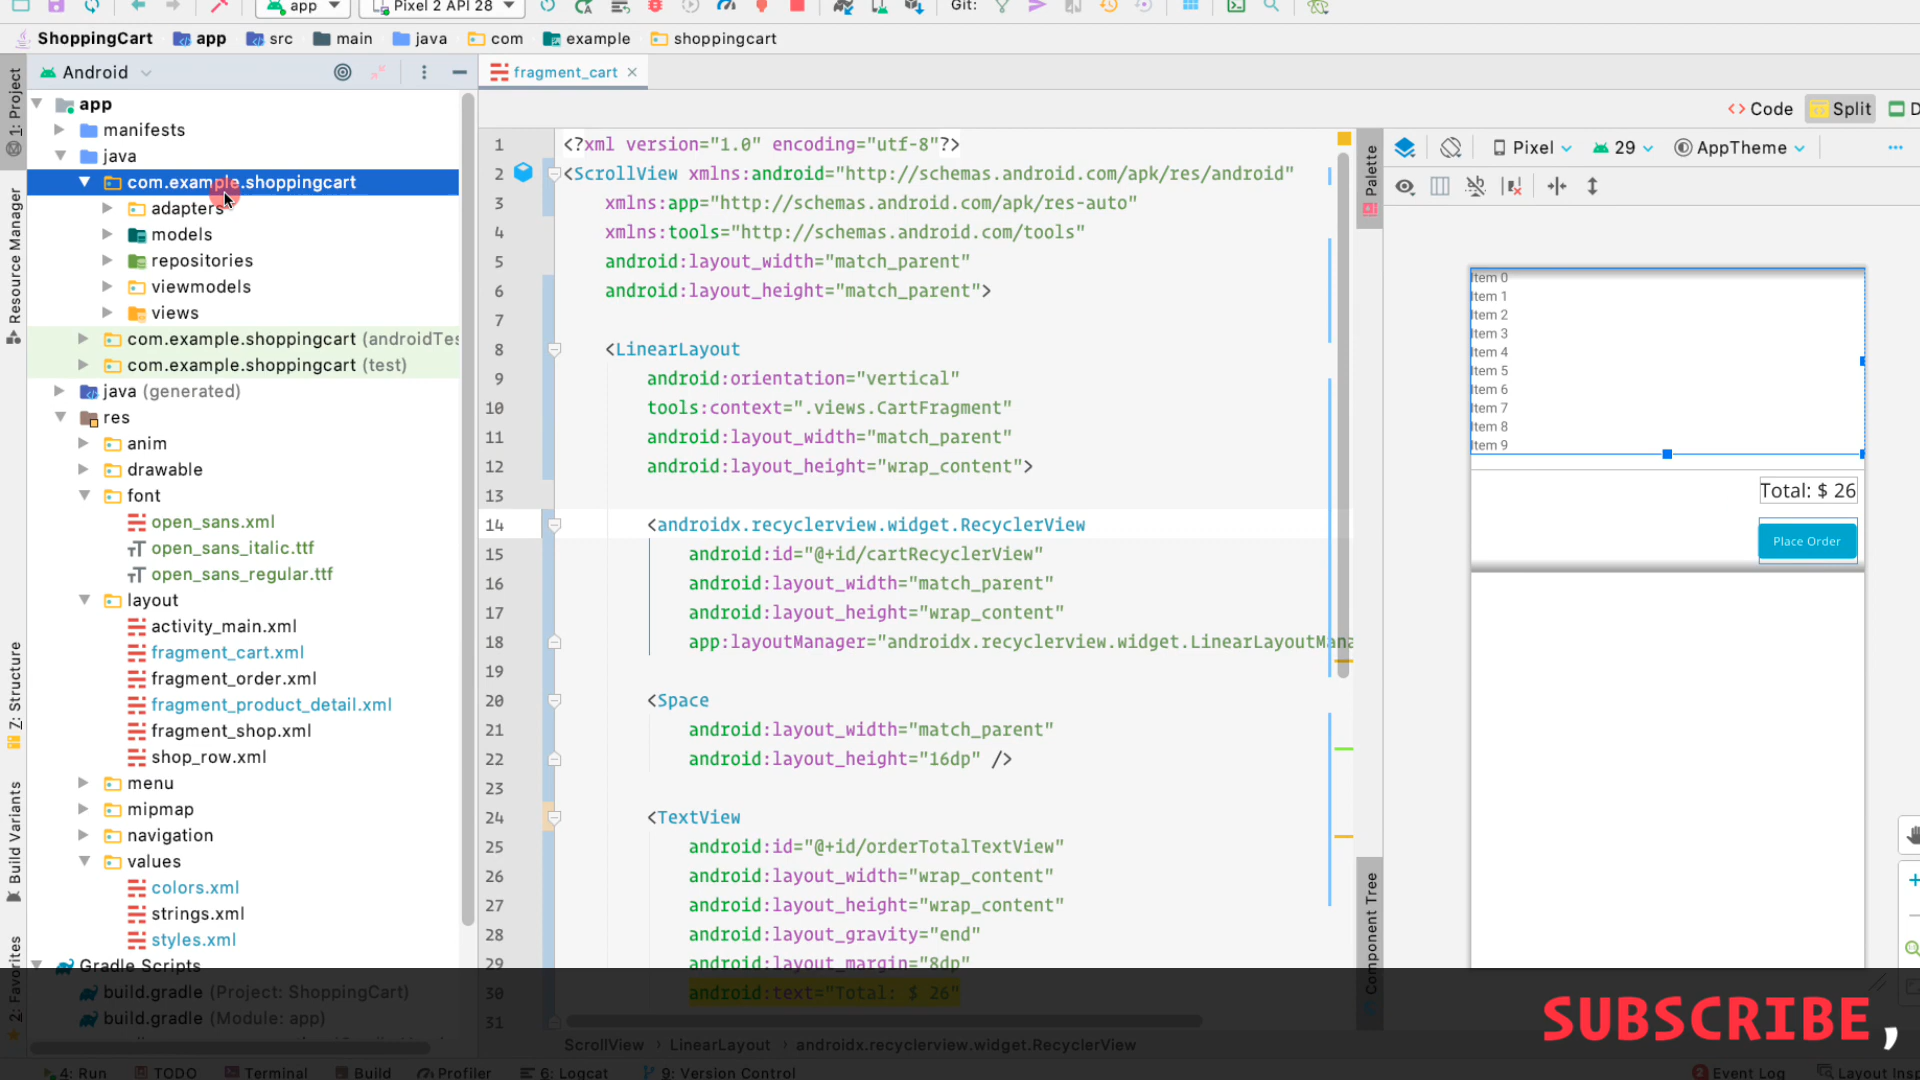 app
Pixel 2 API 28
Git:
ShoppingCart
app
src
main
java
com
example
shoppingcart
1: Project
Resource Manager
7: Structure
Build Variants
2: Favorites
Android
fragment_cart
Code
Split
app
manifests
java
com.example.shoppingcart
adapters
models
repositories
viewmodels
views
com.example.shoppingcart (androidTes
com.example.shoppingcart (test)
java (generated)
res
anim
drawable
font
open_sans.xml
open_sans_italic.ttf
open_sans_regular.ttf
layout
activity_main.xml
fragment_cart.xml
fragment_order.xml
fragment_product_detail.xml
fragment_shop.xml
shop_row.xml
menu
mipmap
navigation
values
colors.xml
strings.xml
styles.xml
Gradle Scripts
build.gradle (Project: ShoppingCart)
build.gradle (Module: app)
1 <?xml version="1.0" encoding="utf-8"?>
2 <ScrollView xmlns:android="http://schemas.android.com/apk/res/android"
3 xmlns:app="http://schemas.android.com/apk/res-auto"
4 xmlns:tools="http://schemas.android.com/tools"
5 android:layout_width="match_parent"
6 android:layout_height="match_parent">
7
8 <LinearLayout
9 android:orientation="vertical"
10 tools:context=".views.CartFragment"
11 android:layout_width="match_parent"
12 android:layout_height="wrap_content">
13
14 <androidx.recyclerview.widget.RecyclerView
15 android:id="@+id/cartRecyclerView"
16 android:layout_width="match_parent"
17 android:layout_height="wrap_content"
18 app:layoutManager="androidx.recyclerview.widget.LinearLayoutMana
19
20 <Space
21 android:layout_width="match_parent"
22 android:layout_height="16dp" />
23
24 <TextView
25 android:id="@+id/orderTotalTextView"
26 android:layout_width="wrap_content"
27 android:layout_height="wrap_content"
28 android:layout_gravity="end"
29 android:layout_margin="8dp"
30 android:text="Total: $ 26"
31
ScrollView › LinearLayout › androidx.recyclerview.widget.RecyclerView
Palette
Component Tree
Pixel
29
AppTheme
Item 0
Item 1
Item 2
Item 3
Item 4
Item 5
Item 6
Item 7
Item 8
Item 9
Total: $ 26
Place Order
SUBSCRIBE,
4: Run
TODO
Terminal
Build
Profiler
6: Logcat
9: Version Control
2 Event Log
Layout Insp